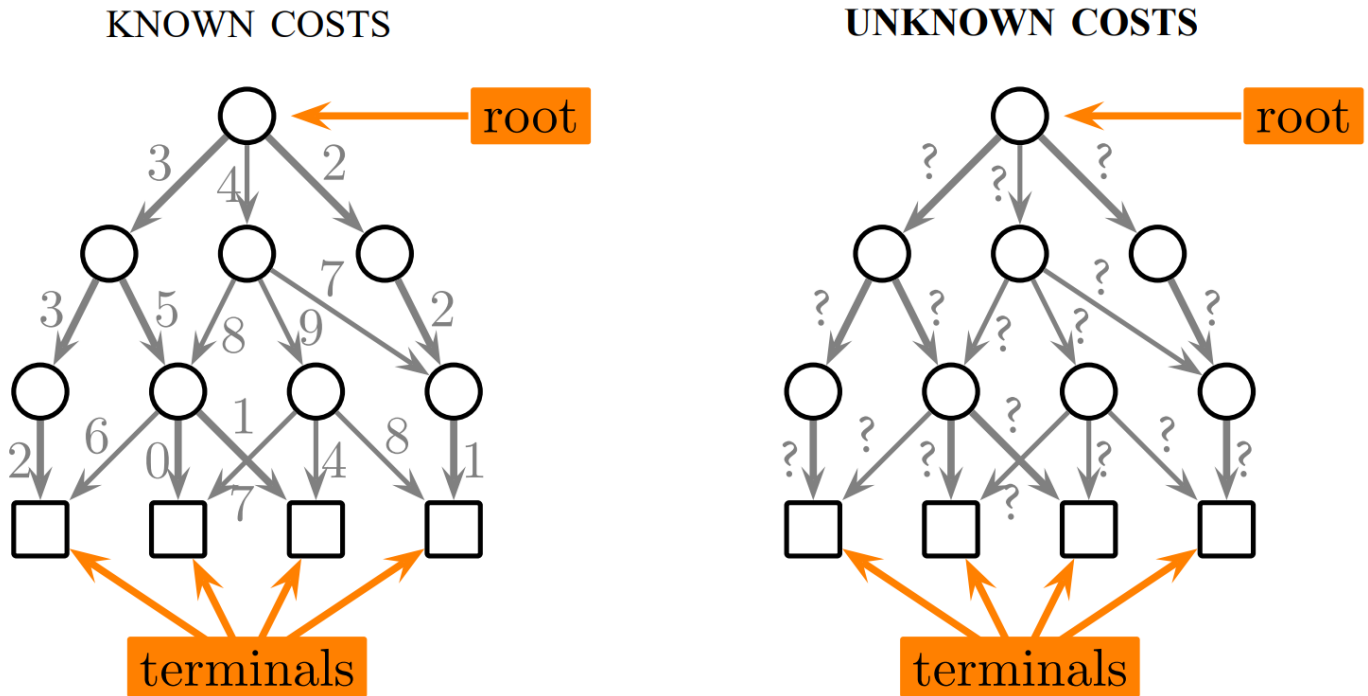 KNOWN COSTS
UNKNOWN COSTS
root
root
3 4 2
? ? ?
3 5 8 9 7 2
? ? ? ? ? ?
2 6 0 1 7 4 8 1
? ? ? ? ? ? ? ?
terminals
terminals